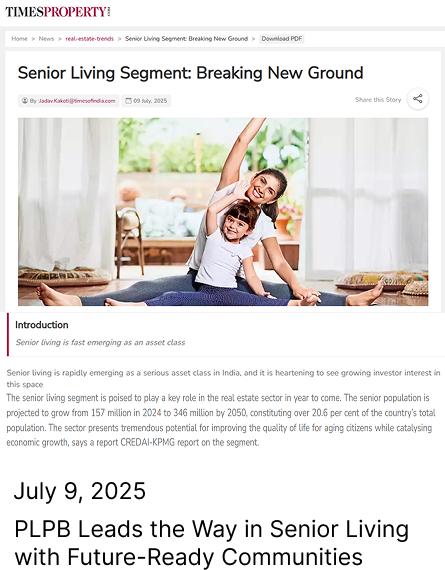 TIMESPROPERTY.COM
Home > News > real-estate-trends > Senior Living Segment: Breaking New Ground > Download PDF
Senior Living Segment: Breaking New Ground
By :Jadav.Kakoti@timesofindia.com 09 July, 2025 Share this Story
Introduction
Senior living is fast emerging as an asset class
Senior living is rapidly emerging as a serious asset class in India, and it is heartening to see growing investor interest in
this space
The senior living segment is poised to play a key role in the real estate sector in year to come. The senior population is
projected to grow from 157 million in 2024 to 346 million by 2050, constituting over 20.6 per cent of the country's total
population. The sector presents tremendous potential for improving the quality of life for aging citizens while catalysing
economic growth, says a report CREDAI-KPMG report on the segment.
July 9, 2025
PLPB Leads the Way in Senior Living
with Future-Ready Communities